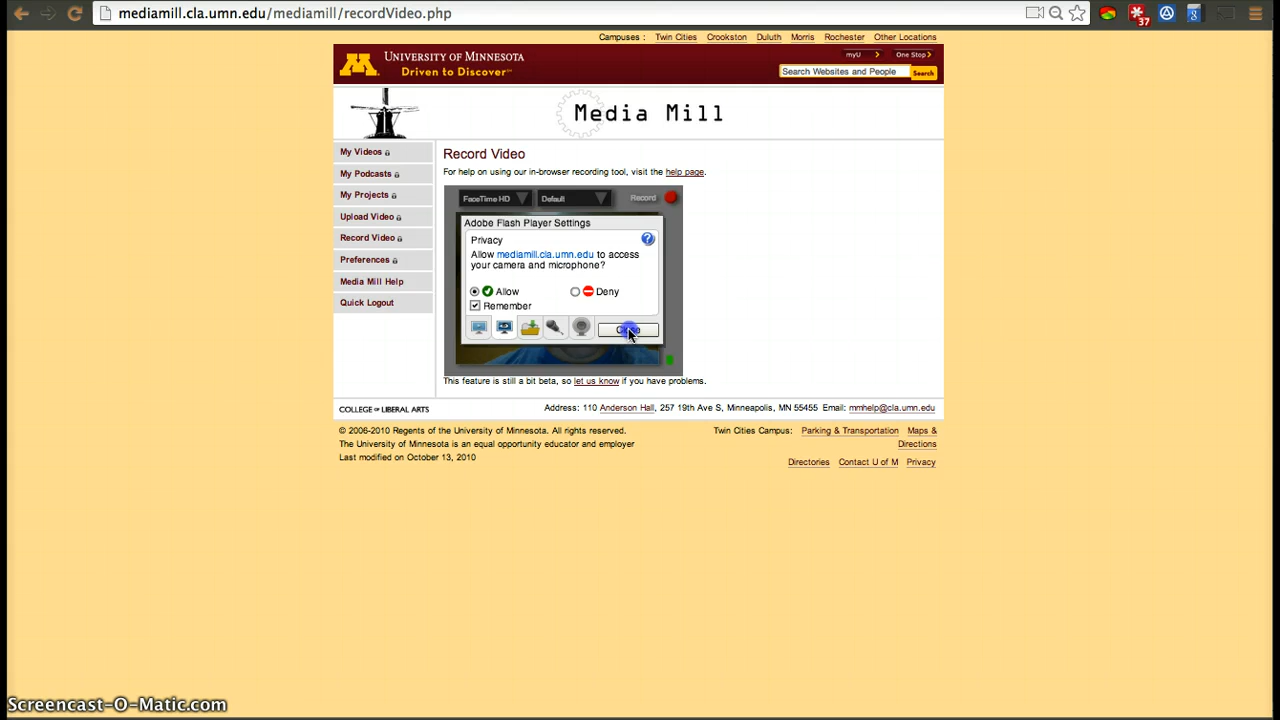 mediamill.cla.umn.edu/mediamill/recordVideo.php
37
Campuses : Twin Cities Crookston Duluth Morris Rochester Other Locations
UNIVERSITY OF MINNESOTA
Driven to Discover
myU One Stop
Search Websites and People Search
Media Mill
My Videos
My Podcasts
My Projects
Upload Video
Record Video
Preferences
Media Mill Help
Quick Logout
Record Video
For help on using our in-browser recording tool, visit the help page.
FaceTime HD Default Record
Adobe Flash Player Settings
Privacy
Allow mediamill.cla.umn.edu to access
your camera and microphone?
Allow Deny
Remember
This feature is still a bit beta, so let us know if you have problems.
COLLEGE OF LIBERAL ARTS
Address: 110 Anderson Hall, 257 19th Ave S, Minneapolis, MN 55455 Email: mmhelp@cla.umn.edu
© 2006-2010 Regents of the University of Minnesota. All rights reserved.
The University of Minnesota is an equal opportunity educator and employer
Last modified on October 13, 2010
Twin Cities Campus: Parking & Transportation Maps &
Directions
Directories Contact U of M Privacy
Screencast-O-Matic.com